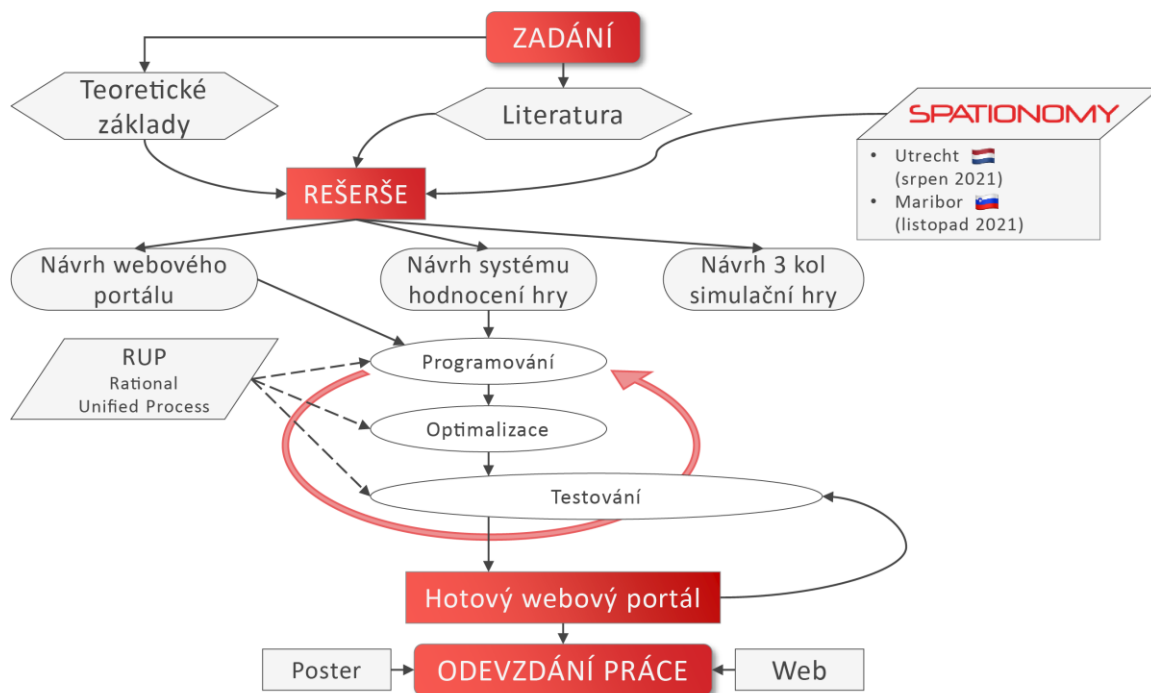 ZADÁNÍ
Teoretické
základy
Literatura
SPATIONOMY
• Utrecht
(srpen 2021)
• Maribor
(listopad 2021)
REŠERŠE
Návrh webového
portálu
Návrh systému
hodnocení hry
Návrh 3 kol
simulační hry
RUP
Rational
Unified Process
Programování
Optimalizace
Testování
Hotový webový portál
Poster
ODEVZDÁNÍ PRÁCE
Web